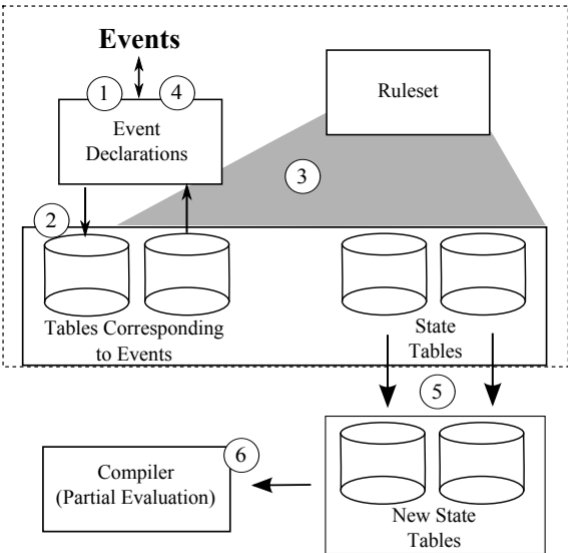 Events
1
4
Event
Declarations
Ruleset
3
2
Tables Corresponding
to Events
State
Tables
5
6
Compiler
(Partial Evaluation)
New State
Tables